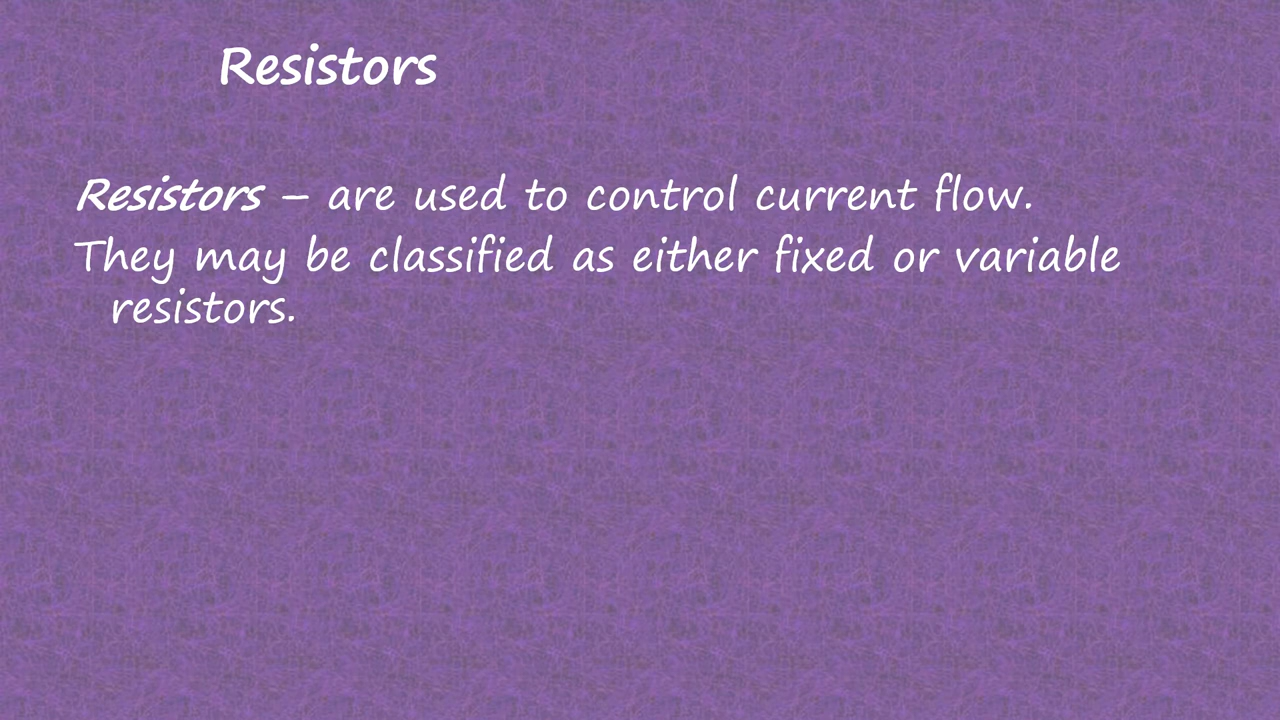 Resistors
Resistors – are used to control current flow.
They may be classified as either fixed or variable
resistors.